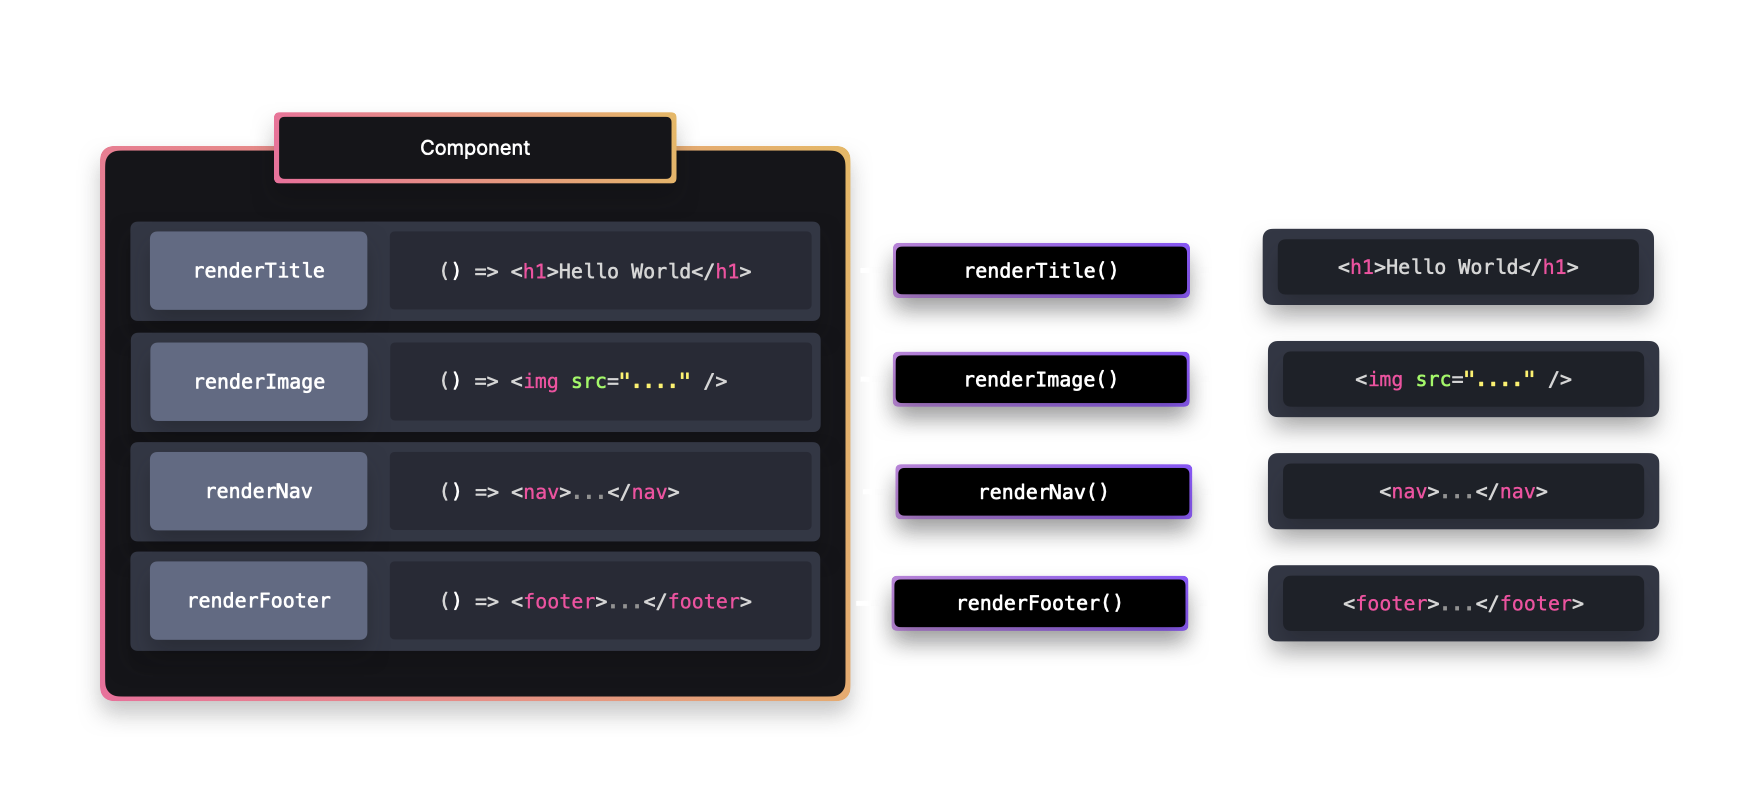 Component
renderTitle
() => <h1>Hello World</h1>
renderTitle()
<h1>Hello World</h1>
renderImage
() => <img src="...." />
renderImage()
<img src="...." />
renderNav
() => <nav>...</nav>
renderNav()
<nav>...</nav>
renderFooter
() => <footer>...</footer>
renderFooter()
<footer>...</footer>